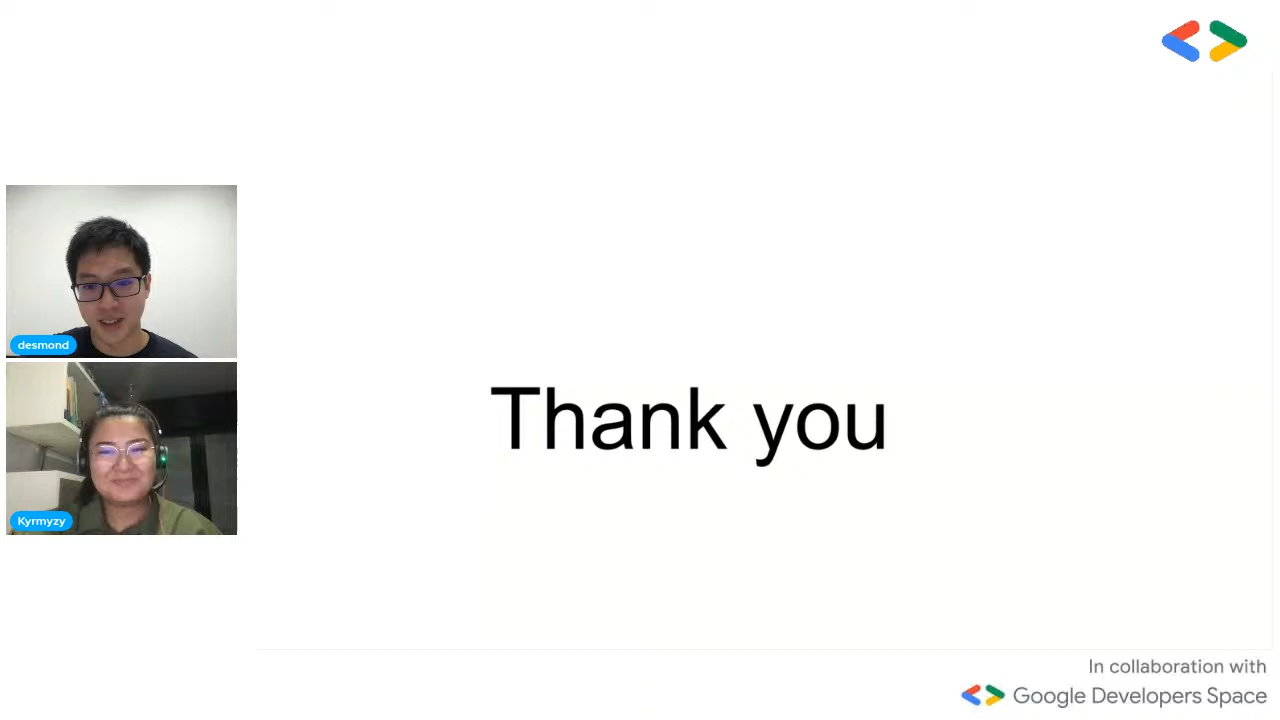 desmond
Kyrmyzy
Thank you
In collaboration with
Google Developers Space